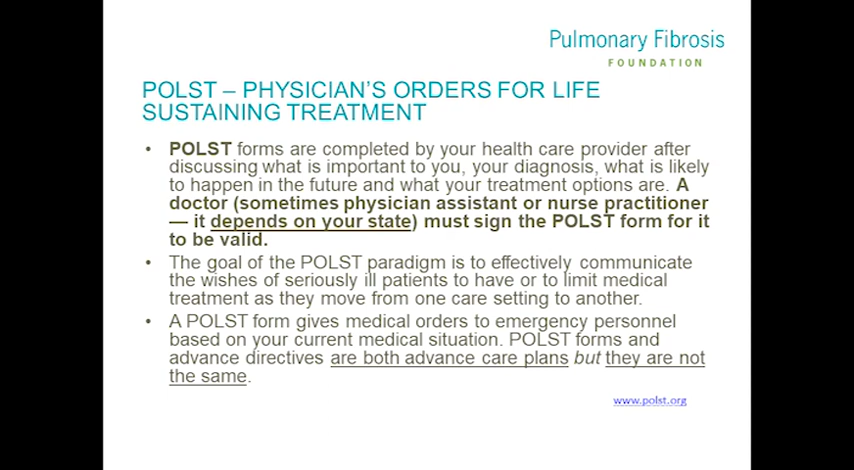 Pulmonary Fibrosis
FOUNDATION
POLST – PHYSICIAN'S ORDERS FOR LIFE
SUSTAINING TREATMENT
• POLST forms are completed by your health care provider after
discussing what is important to you, your diagnosis, what is likely
to happen in the future and what your treatment options are. A
doctor (sometimes physician assistant or nurse practitioner
— it depends on your state) must sign the POLST form for it
to be valid.
• The goal of the POLST paradigm is to effectively communicate
the wishes of seriously ill patients to have or to limit medical
treatment as they move from one care setting to another.
• A POLST form gives medical orders to emergency personnel
based on your current medical situation. POLST forms and
advance directives are both advance care plans but they are not
the same.
www.polst.org